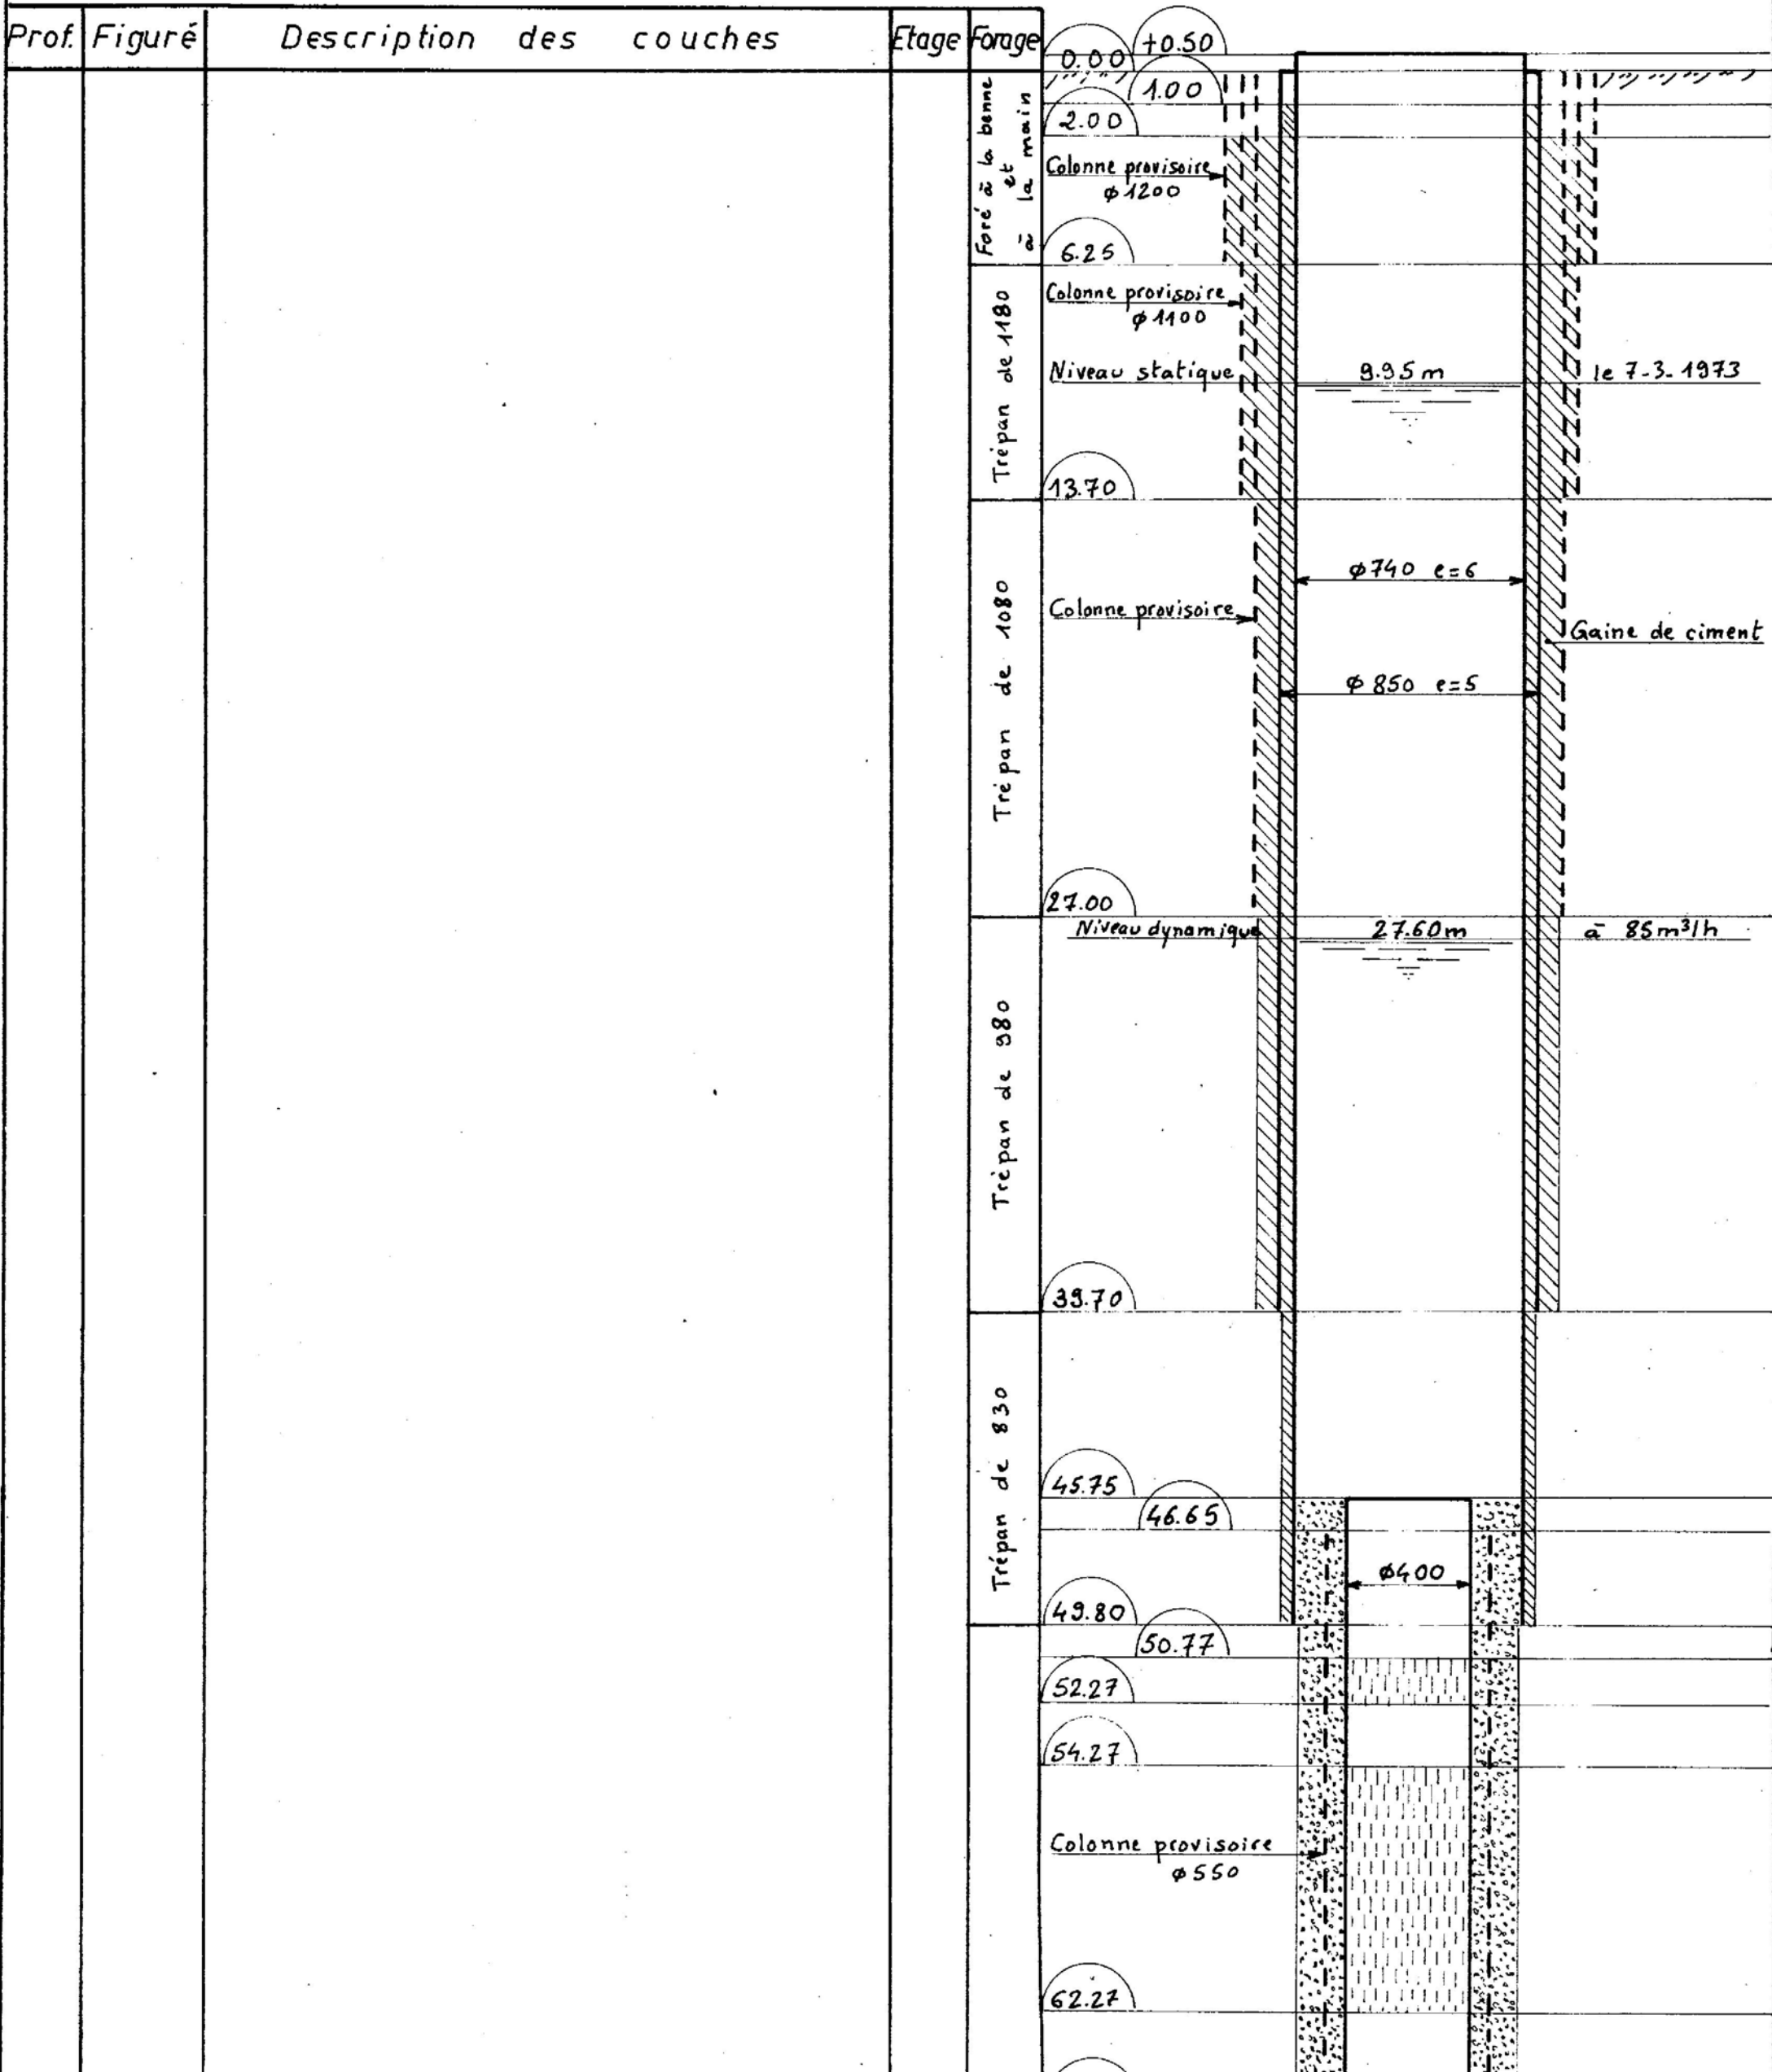 Prof. Figuré Description des couches Etage Forage
0.00 +0.50
1.00
2.00
Foré à la benne
et
à la main
Colonne provisoire
φ1200
6.25
Trépan de 1180
Colonne provisoire
φ1100
Niveau statique 9.95m le 7-3-1973
13.70
Trépan de 1080
φ740 e=6
Colonne provisoire
Gaine de ciment
φ850 e=5
27.00
Niveau dynamique 27.60m à 85m³/h
Trépan de 980
39.70
Trépan de 830
45.75
46.65
φ400
49.80
50.77
52.27
54.27
Colonne provisoire
φ550
62.27